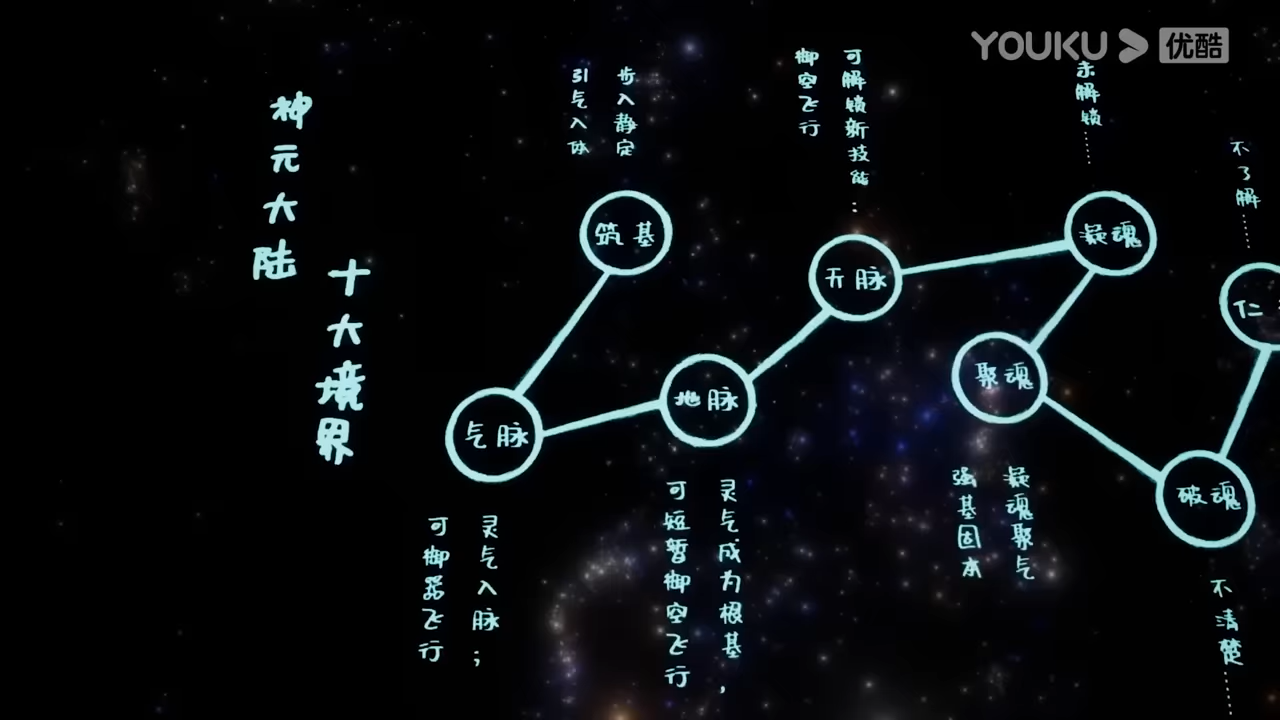 YOUKU 优酷
神元大陆
十大境界
步入静定
引气入体
筑基
气脉
灵气入脉；
可御器飞行
地脉
灵气成为根基，
可短暂御空飞行
可解锁新技能：
御空飞行
天脉
未解锁……
凝魂
聚魂
凝魂聚气
强基固本
破魂
不清楚……
不了解……
仁